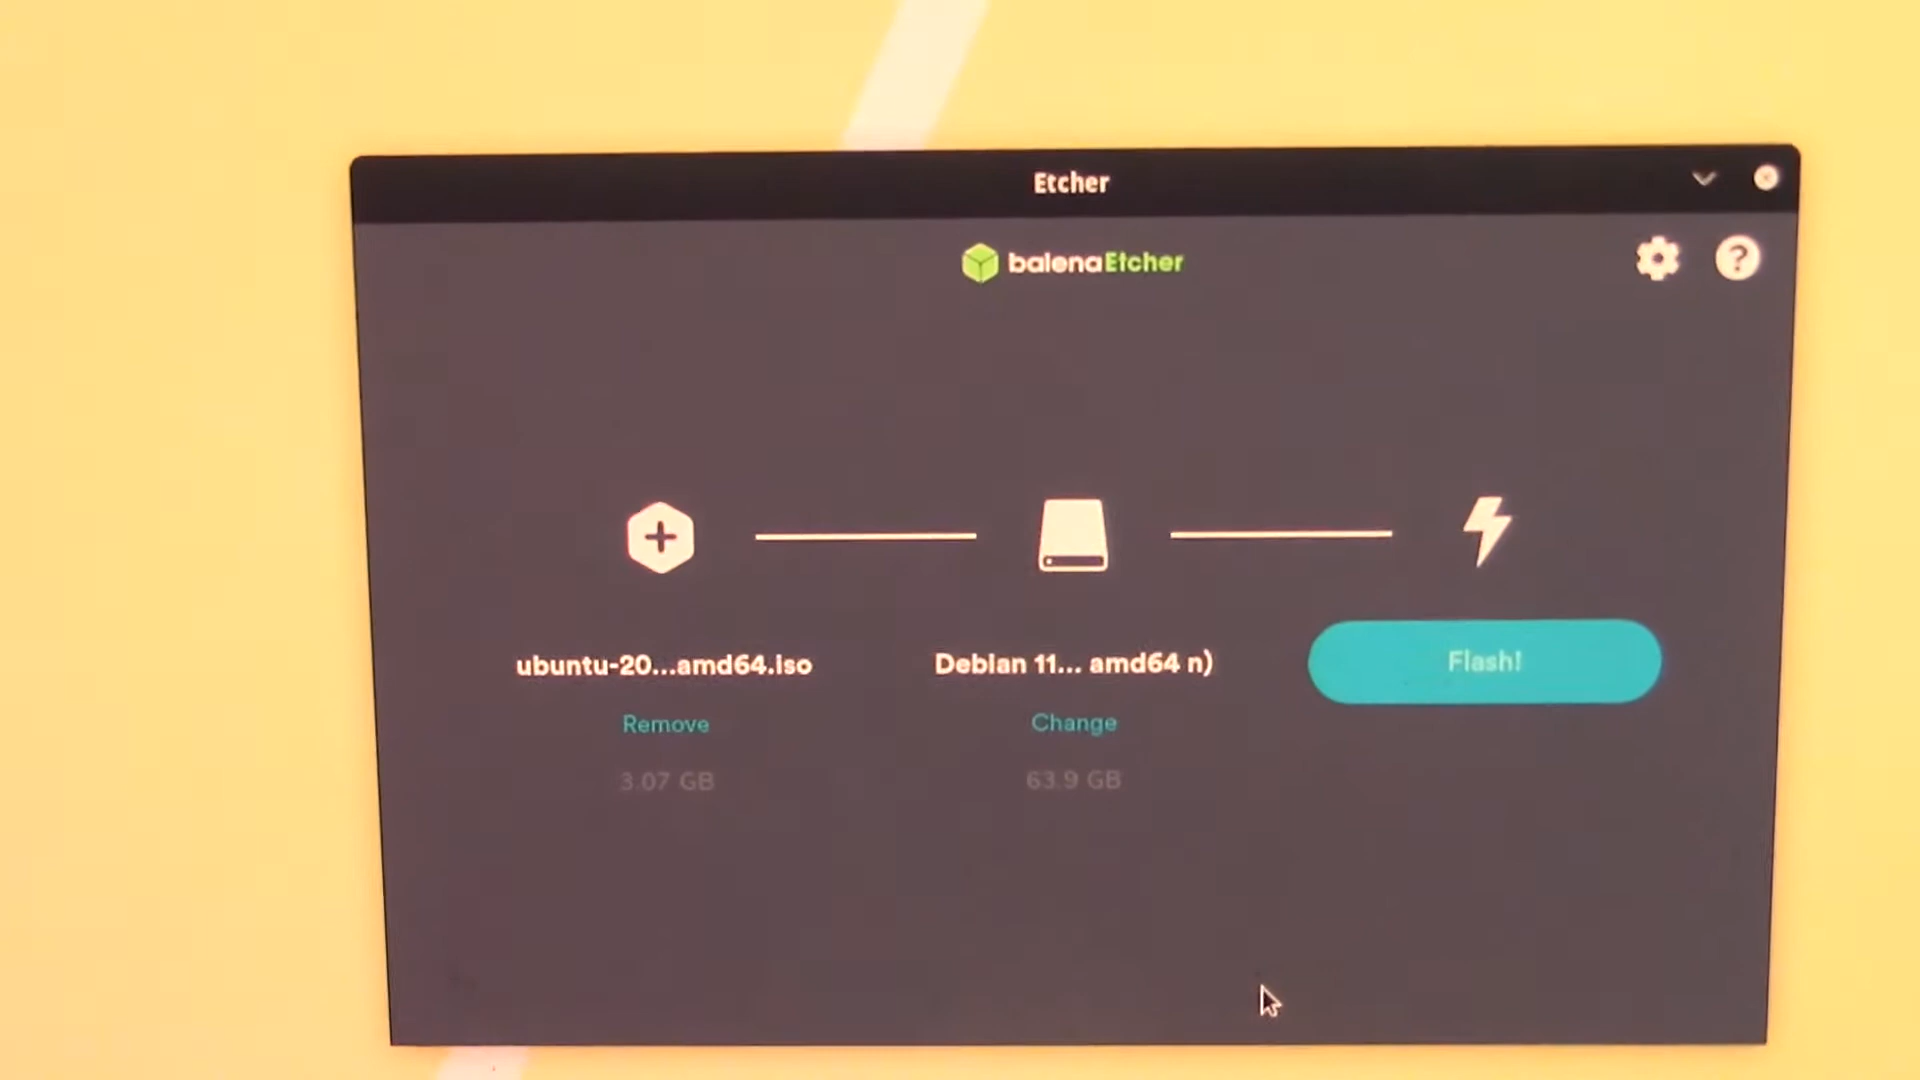 Etcher
balenaEtcher
ubuntu-20...amd64.iso
Debian 11... amd64 n)
Flash!
Remove
Change
3.07 GB
63.9 GB